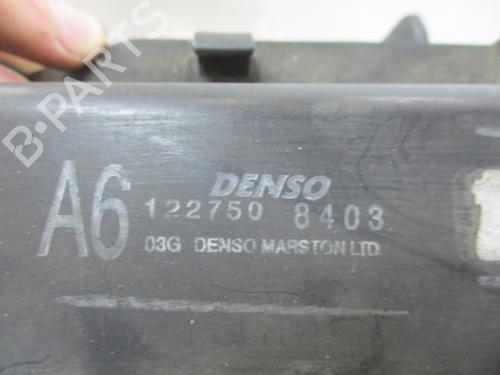 B-PARTS
DENSO
A6
122750 8403
03G DENSO MARSTON LTD.